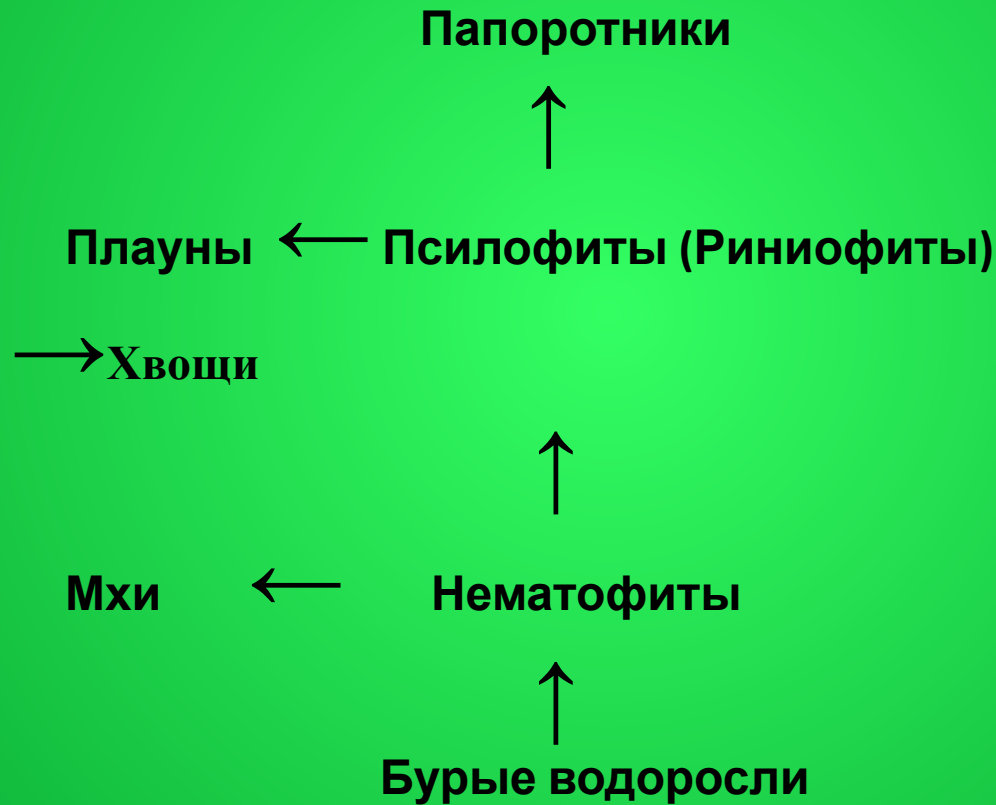 Папоротники
↑
Плауны ← Псилофиты (Риниофиты)
→Хвощи
↑
Мхи ← Нематофиты
↑
Бурые водоросли